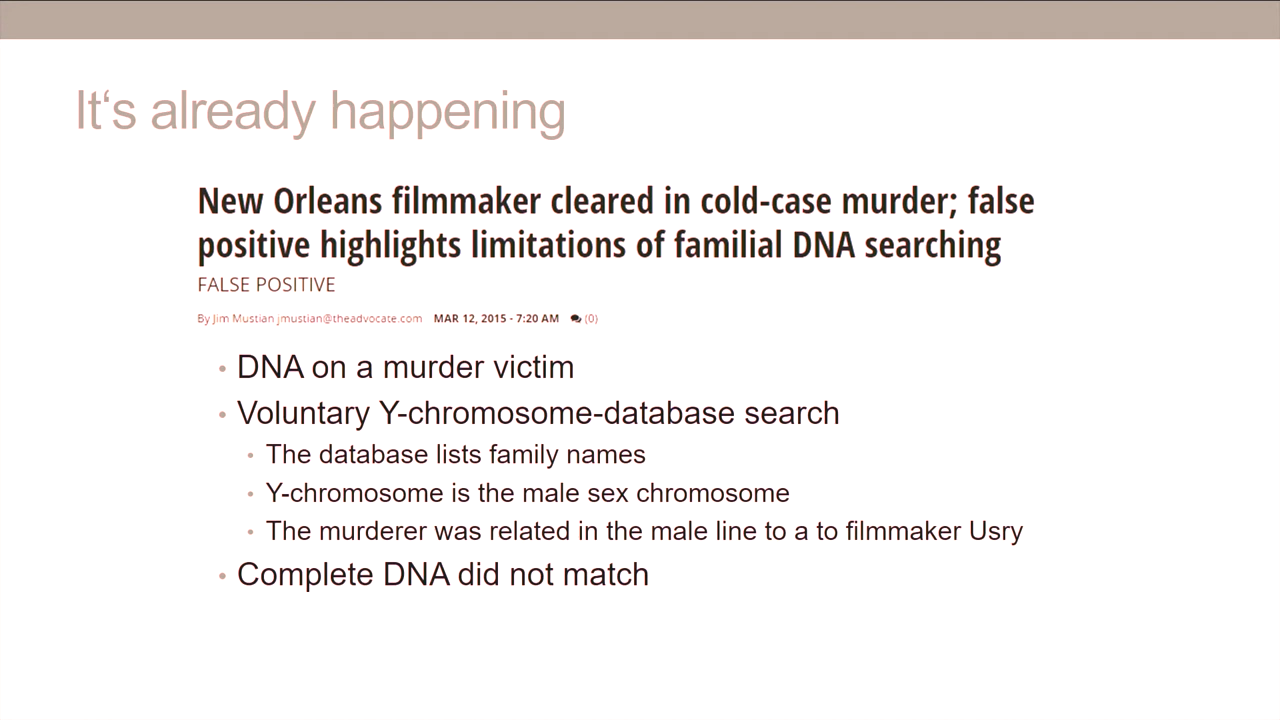 It‘s already happening
New Orleans filmmaker cleared in cold-case murder; false
positive highlights limitations of familial DNA searching
FALSE POSITIVE
By Jim Mustian jmustian@theadvocate.com MAR 12, 2015 - 7:20 AM (0)
• DNA on a murder victim
• Voluntary Y-chromosome-database search
• The database lists family names
• Y-chromosome is the male sex chromosome
• The murderer was related in the male line to a to filmmaker Usry
• Complete DNA did not match